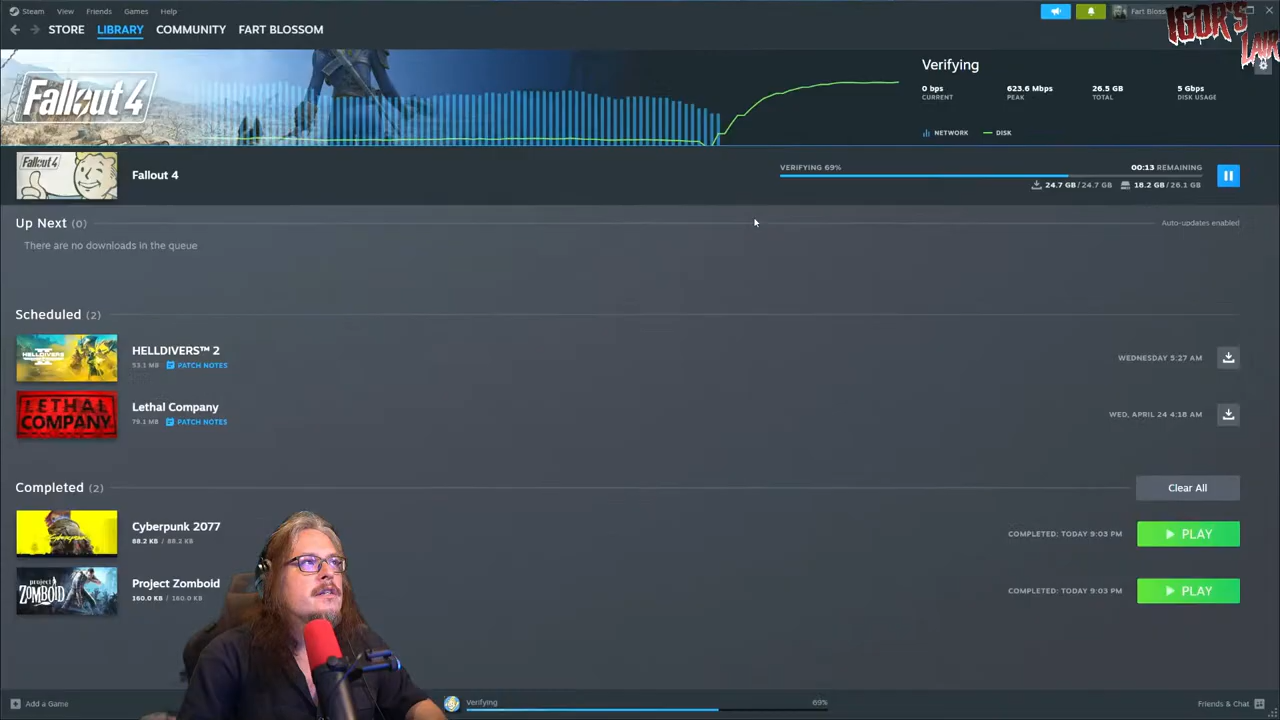 Steam View Friends Games Help
Fart Bloss
IGOR'S LAIR
STORE LIBRARY COMMUNITY FART BLOSSOM
Fallout 4
Verifying
0 bps 623.6 Mbps 26.5 GB 5 Gbps
CURRENT PEAK TOTAL DISK USAGE
NETWORK DISK
Fallout 4
Fallout 4
VERIFYING 69% 00:13 REMAINING
24.7 GB / 24.7 GB 18.2 GB / 26.1 GB
Up Next (0)
Auto-updates enabled
There are no downloads in the queue
Scheduled (2)
HELLDIVERS
HELLDIVERS™ 2
53.1 MB PATCH NOTES
WEDNESDAY 5:27 AM
LETHAL COMPANY
Lethal Company
79.1 MB PATCH NOTES
WED, APRIL 24 4:18 AM
Completed (2)
Clear All
Cyberpunk
Cyberpunk 2077
88.2 KB / 88.2 KB
COMPLETED: TODAY 9:03 PM
PLAY
project ZOMBOID
Project Zomboid
160.0 KB / 160.0 KB
COMPLETED: TODAY 9:03 PM
PLAY
Add a Game
Verifying 69%
Friends & Chat